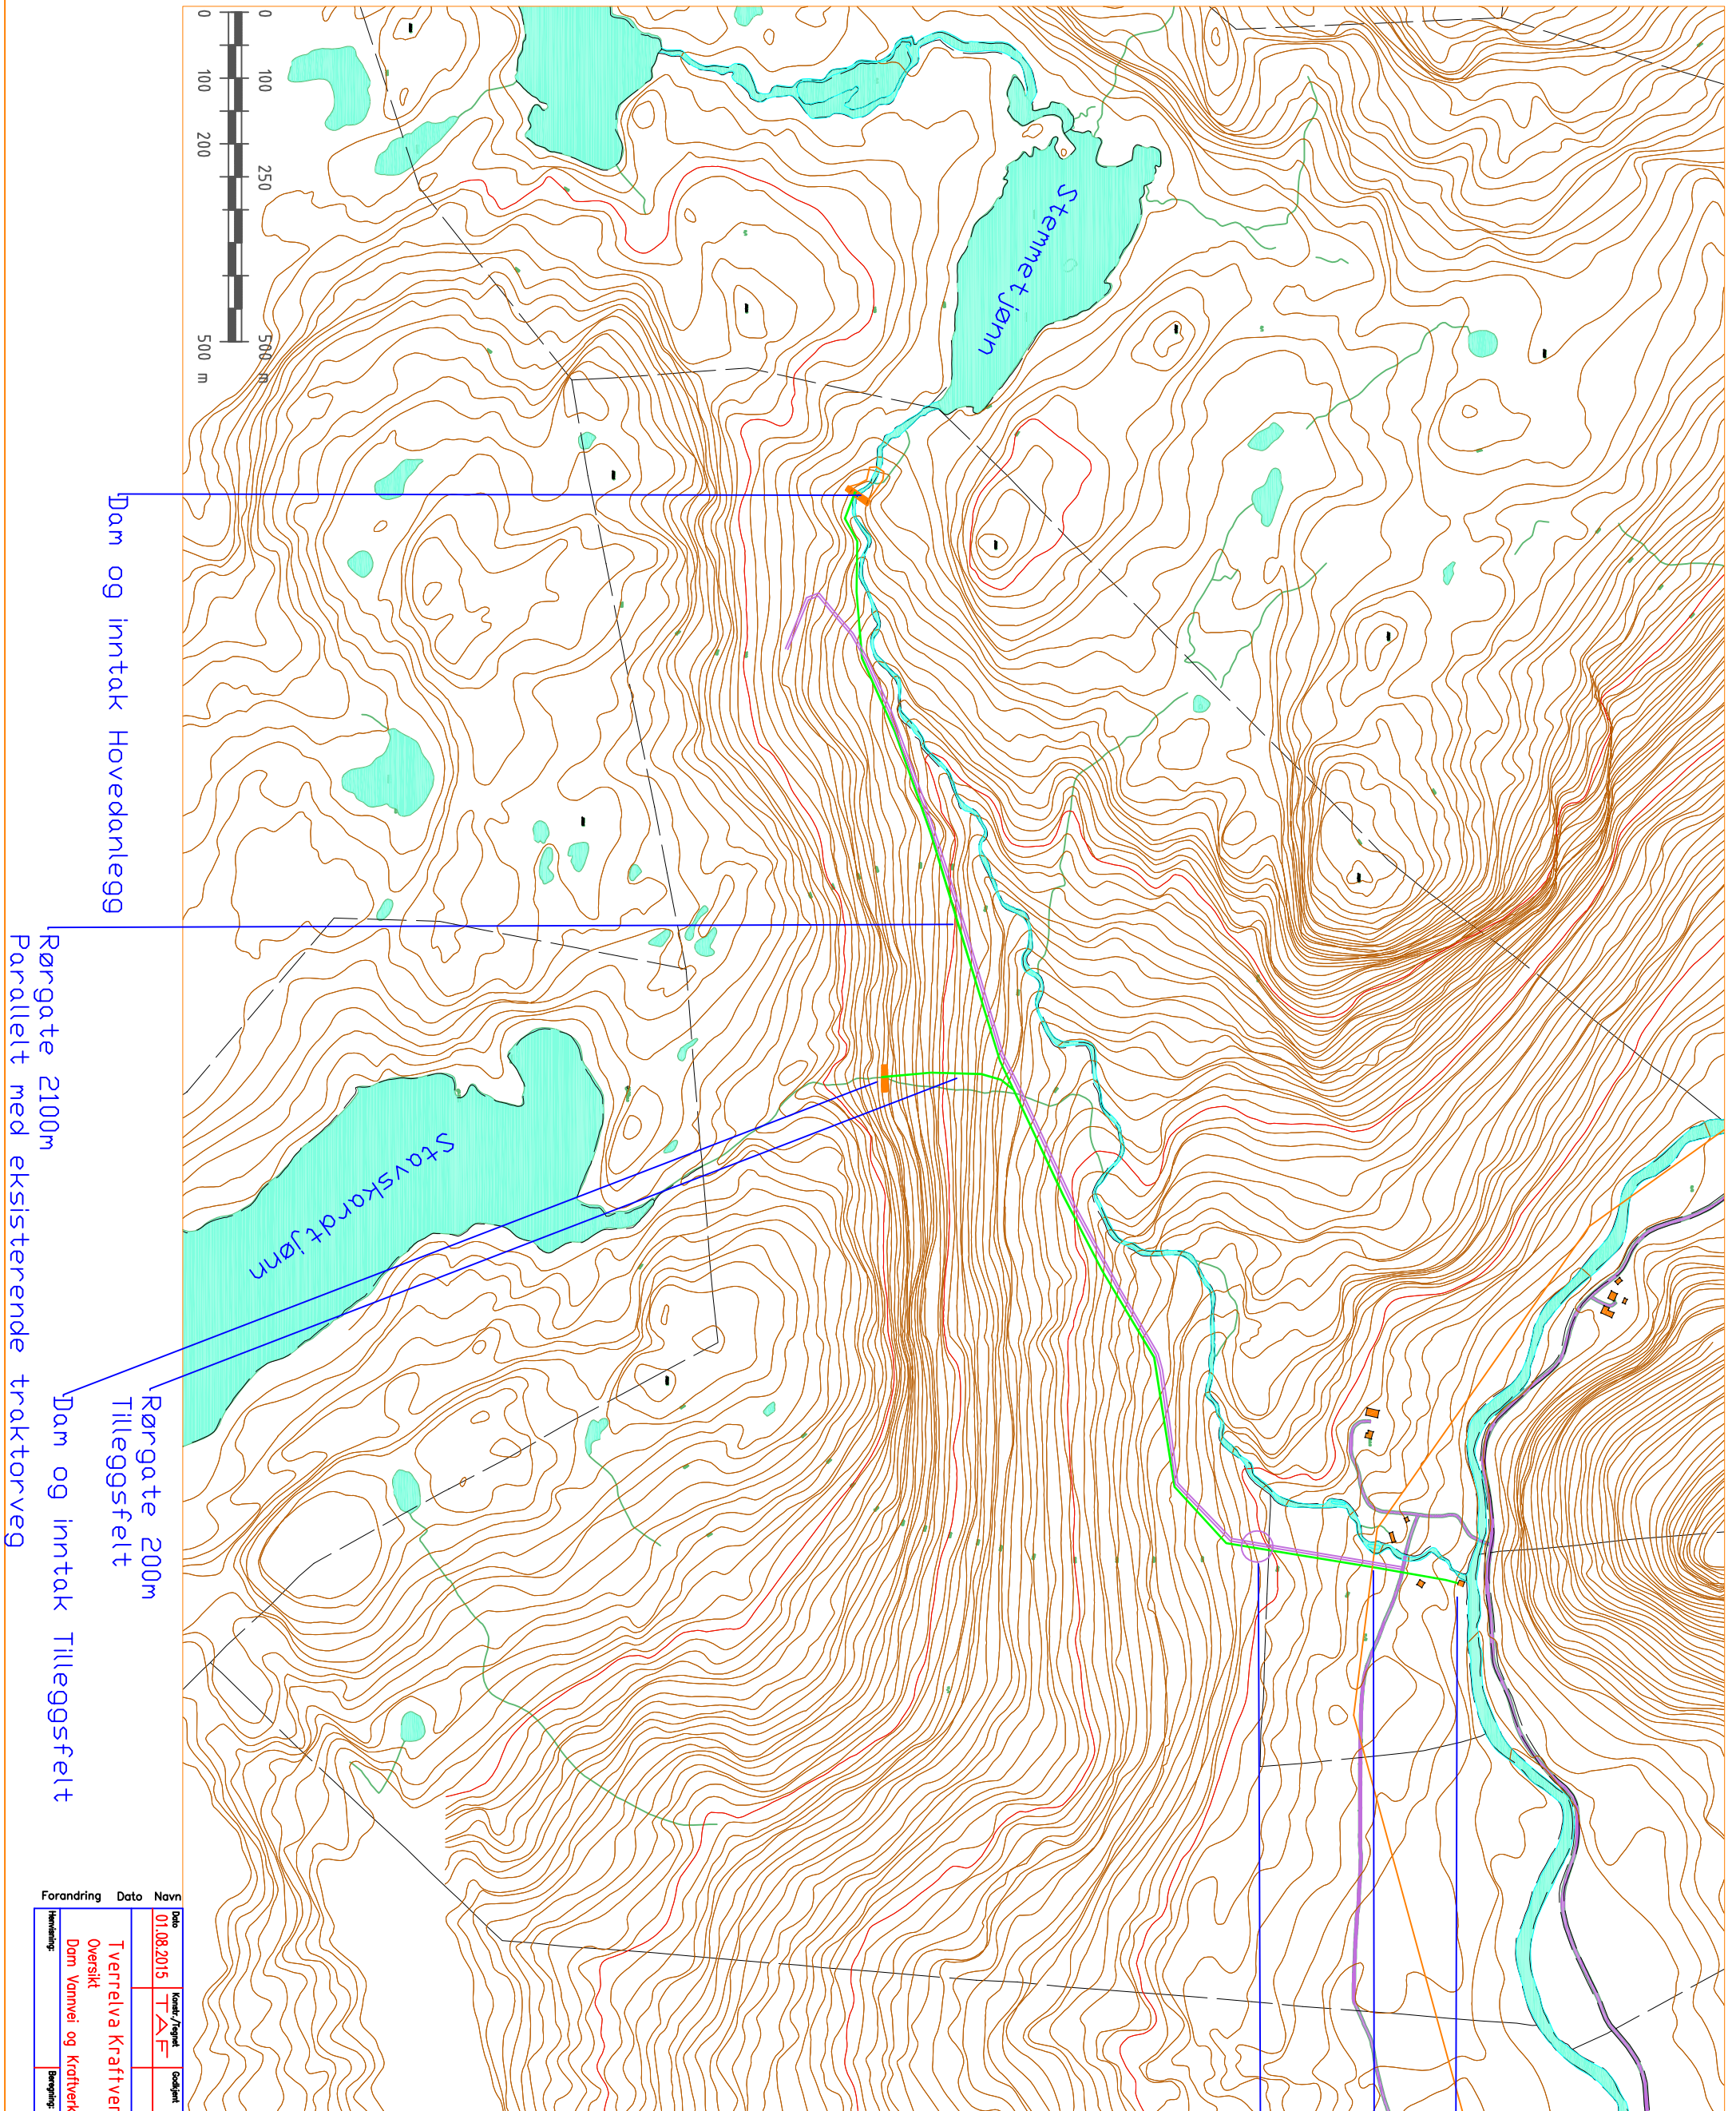 Stemmetjønn
Stavskardtjønn
0 100 250 500 m
0 100 200 500 m
Dam og inntak Hovedanlegg
Rørgate 2100m
Parallelt med eksisterende traktorveg
Rørgate 200m
Tilleggsfelt
Dam og inntak Tilleggsfelt
Forandring Dato Navn
Dato Konstr./Tegnet Godkjent
01.08.2015 TAF
Tverrelva Kraftver
Oversikt
Dam Vannvei og Kraftverk
Henvisning: Beregning: